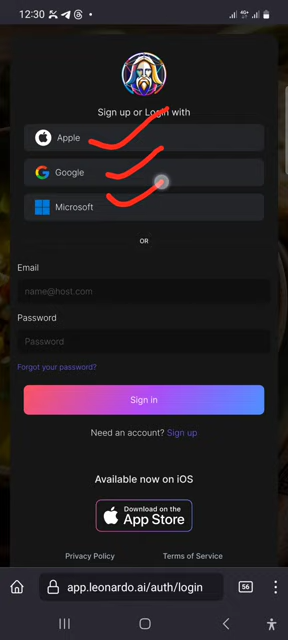 12:30
4G+
Sign up or Login with
Apple
Google
Microsoft
OR
Email
name@host.com
Password
Password
Forgot your password?
Sign in
Need an account? Sign up
Available now on iOS
Download on the
App Store
Privacy Policy
Terms of Service
app.leonardo.ai/auth/login
56